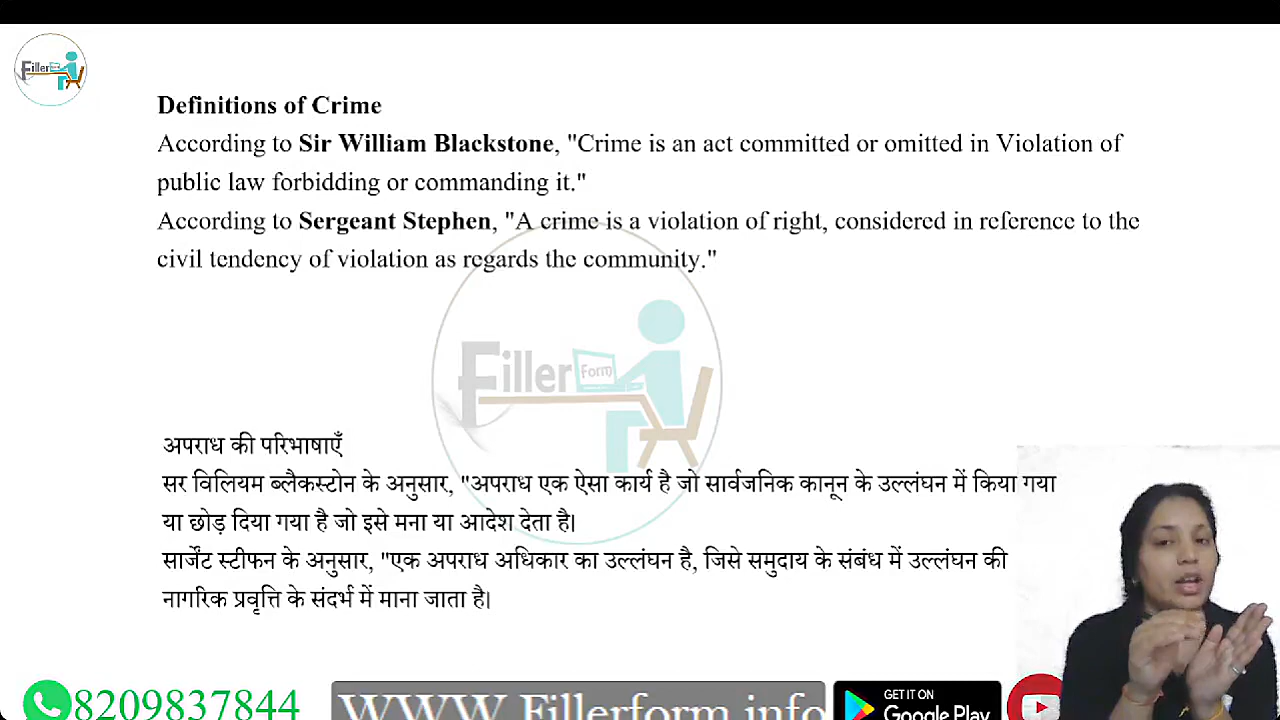 Filler
Definitions of Crime
According to Sir William Blackstone, "Crime is an act committed or omitted in Violation of
public law forbidding or commanding it."
According to Sergeant Stephen, "A crime is a violation of right, considered in reference to the
civil tendency of violation as regards the community."
Filler Form
अपराध की परिभाषाएँ
सर विलियम ब्लैकस्टोन के अनुसार, "अपराध एक ऐसा कार्य है जो सार्वजनिक कानून के उल्लंघन में किया गया
या छोड़ दिया गया है जो इसे मना या आदेश देता है।
सार्जेंट स्टीफन के अनुसार, "एक अपराध अधिकार का उल्लंघन है, जिसे समुदाय के संबंध में उल्लंघन की
नागरिक प्रवृत्ति के संदर्भ में माना जाता है।
8209837844
WWW.Fillerform.info
GET IT ON
Google Play